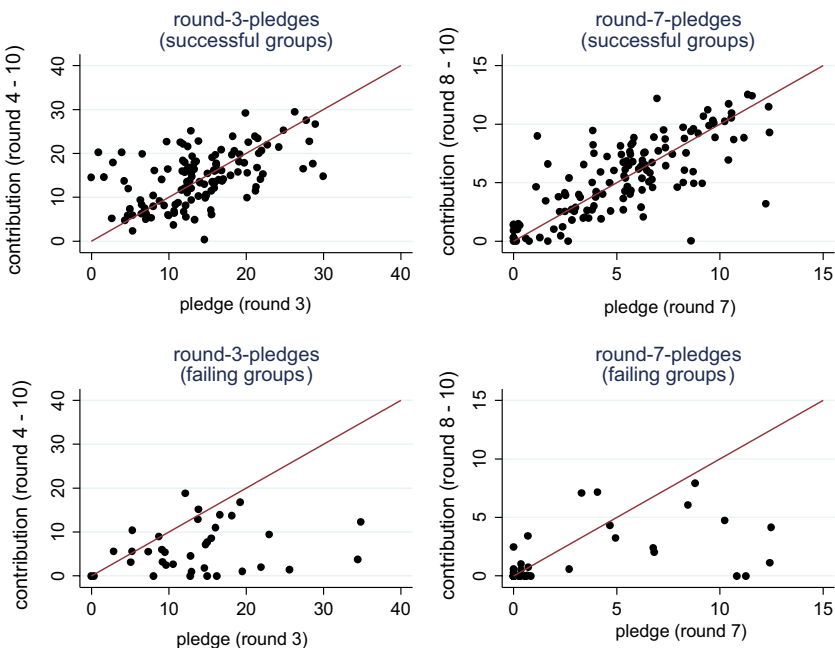 round-3-pledges
(successful groups)
contribution (round 4 - 10)
40
30
20
10
0
0 10 20 30 40
pledge (round 3)
round-7-pledges
(successful groups)
contribution (round 8 - 10)
15
10
5
0
0 5 10 15
pledge (round 7)
round-3-pledges
(failing groups)
contribution (round 4 - 10)
40
30
20
10
0
0 10 20 30 40
pledge (round 3)
round-7-pledges
(failing groups)
contribution (round 8 - 10)
15
10
5
0
0 5 10 15
pledge (round 7)